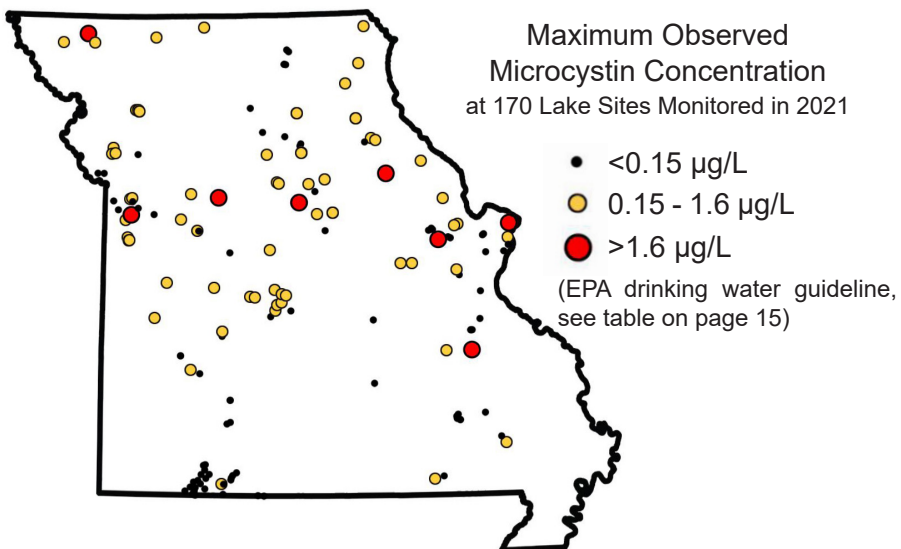 Maximum Observed
Microcystin Concentration
at 170 Lake Sites Monitored in 2021
<0.15 µg/L
0.15 - 1.6 µg/L
>1.6 µg/L
(EPA drinking water guideline,
see table on page 15)